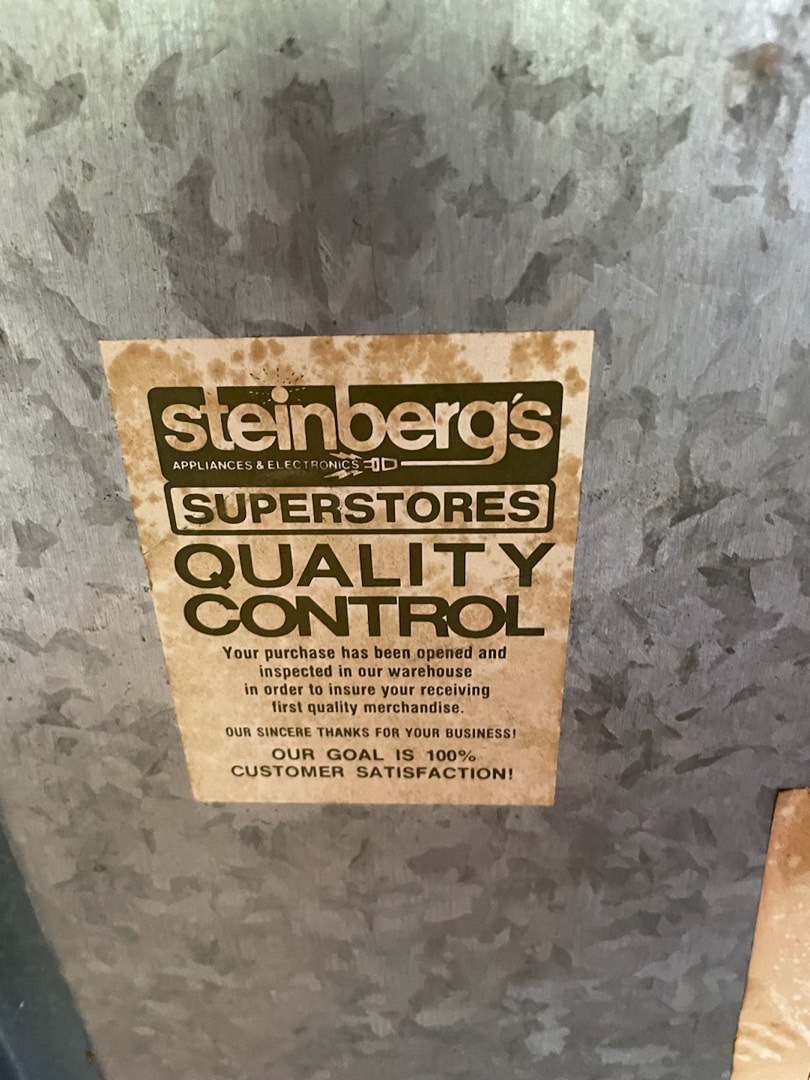 steinberg's
APPLIANCES & ELECTRONICS
SUPERSTORES
QUALITY
CONTROL
Your purchase has been opened and
inspected in our warehouse
in order to insure your receiving
first quality merchandise.
OUR SINCERE THANKS FOR YOUR BUSINESS!
OUR GOAL IS 100%
CUSTOMER SATISFACTION!